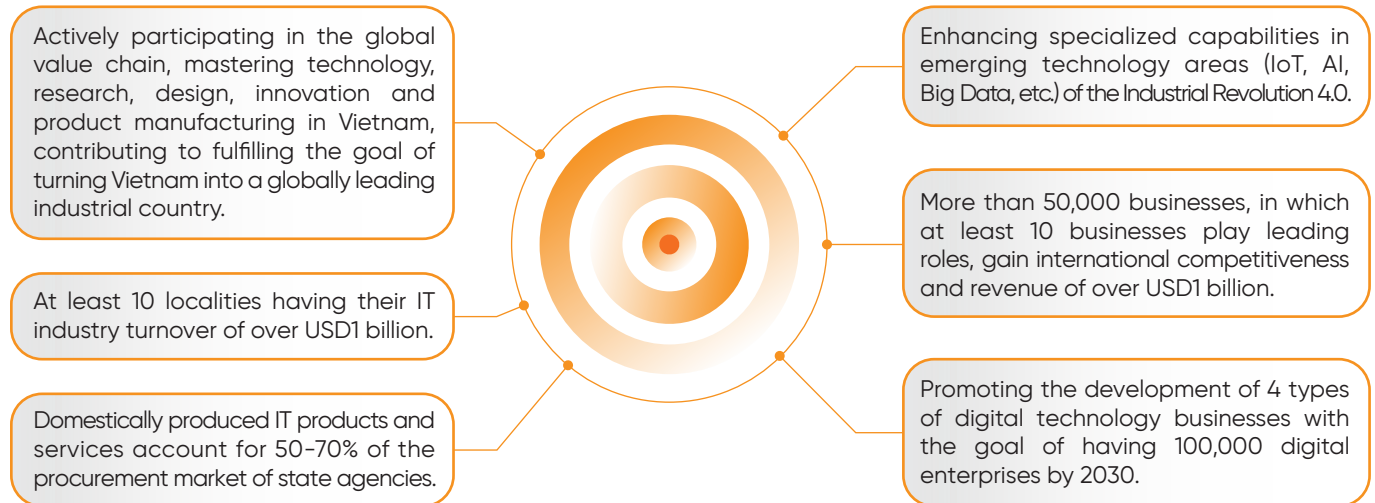 Actively participating in the global
value chain, mastering technology,
research, design, innovation and
product manufacturing in Vietnam,
contributing to fulfilling the goal of
turning Vietnam into a globally leading
industrial country.
At least 10 localities having their IT
industry turnover of over USD1 billion.
Domestically produced IT products and
services account for 50-70% of the
procurement market of state agencies.
Enhancing specialized capabilities in
emerging technology areas (IoT, AI,
Big Data, etc.) of the Industrial Revolution 4.0.
More than 50,000 businesses, in which
at least 10 businesses play leading
roles, gain international competitiveness
and revenue of over USD1 billion.
Promoting the development of 4 types
of digital technology businesses with
the goal of having 100,000 digital
enterprises by 2030.